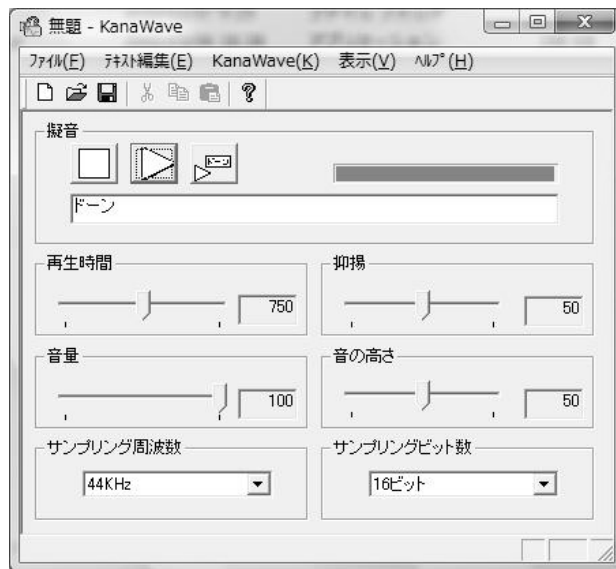 無題 - KanaWave
ファイル(F) テキスト編集(E) KanaWave(K) 表示(V) ヘルプ(H)
擬音
ドーン
ドーン
再生時間
750
抑揚
50
音量
100
音の高さ
50
サンプリング周波数
44KHz
サンプリングビット数
16ビット